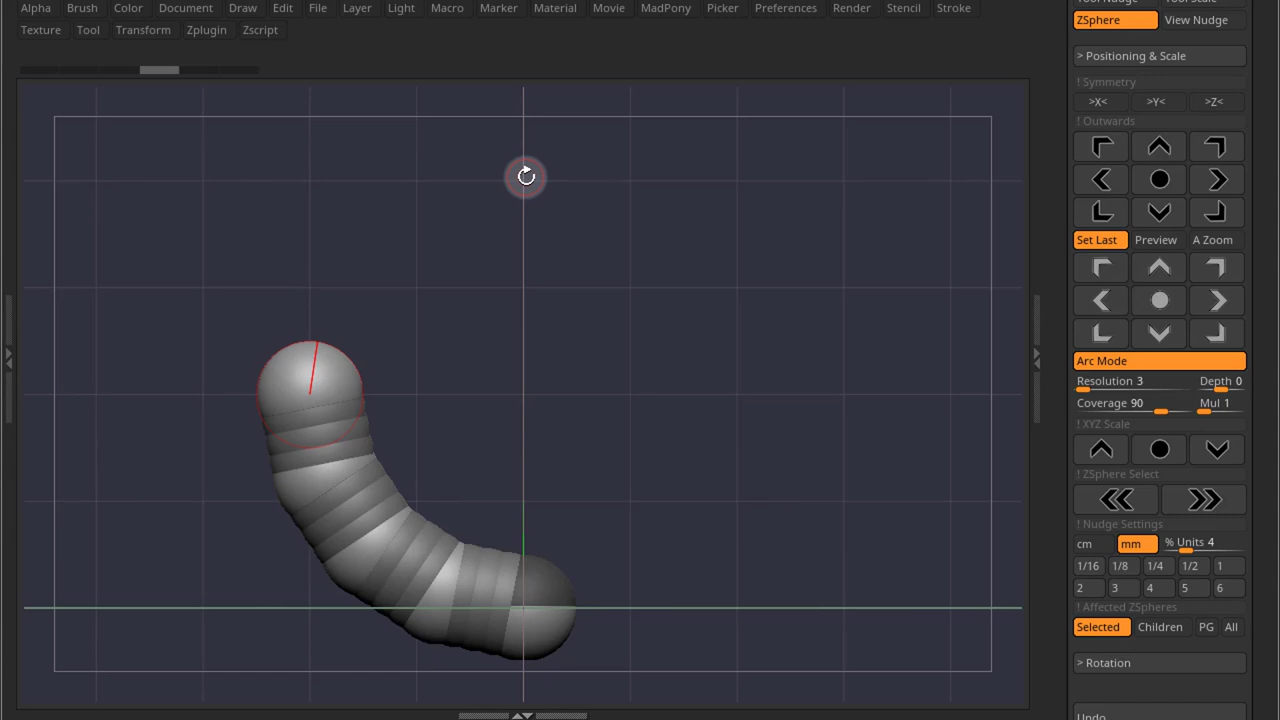 Alpha Brush Color Document Draw Edit File Layer Light Macro Marker Material Movie MadPony Picker Preferences Render Stencil Stroke
Texture Tool Transform Zplugin Zscript
Tool Nudge Tool Scale
ZSphere View Nudge
> Positioning & Scale
! Symmetry
>X< >Y< >Z<
! Outwards
Set Last Preview A Zoom
Arc Mode
Resolution 3 Depth 0
Coverage 90 Mul 1
! XYZ Scale
! ZSphere Select
! Nudge Settings
cm mm % Units 4
1/16 1/8 1/4 1/2 1
2 3 4 5 6
! Affected ZSpheres
Selected Children PG All
> Rotation
Undo